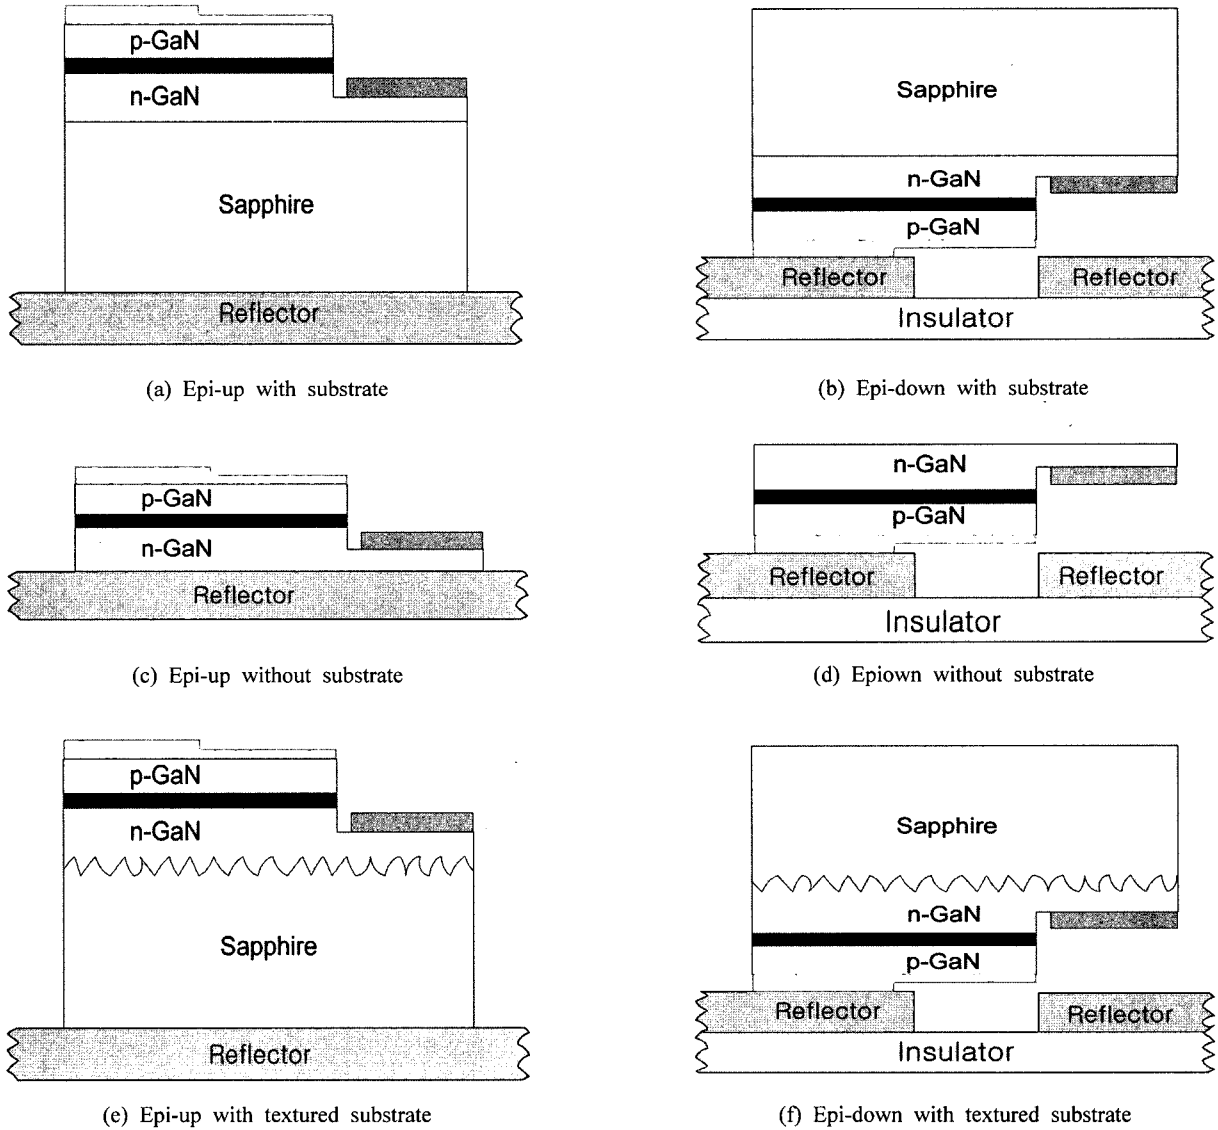 p-GaN
n-GaN
Sapphire
Reflector
(a) Epi-up with substrate
Sapphire
n-GaN
p-GaN
Reflector
Reflector
Insulator
(b) Epi-down with substrate
p-GaN
n-GaN
Reflector
(c) Epi-up without substrate
n-GaN
p-GaN
Reflector
Reflector
Insulator
(d) Epiown without substrate
p-GaN
n-GaN
Sapphire
Reflector
(e) Epi-up with textured substrate
Sapphire
n-GaN
p-GaN
Reflector
Reflector
Insulator
(f) Epi-down with textured substrate